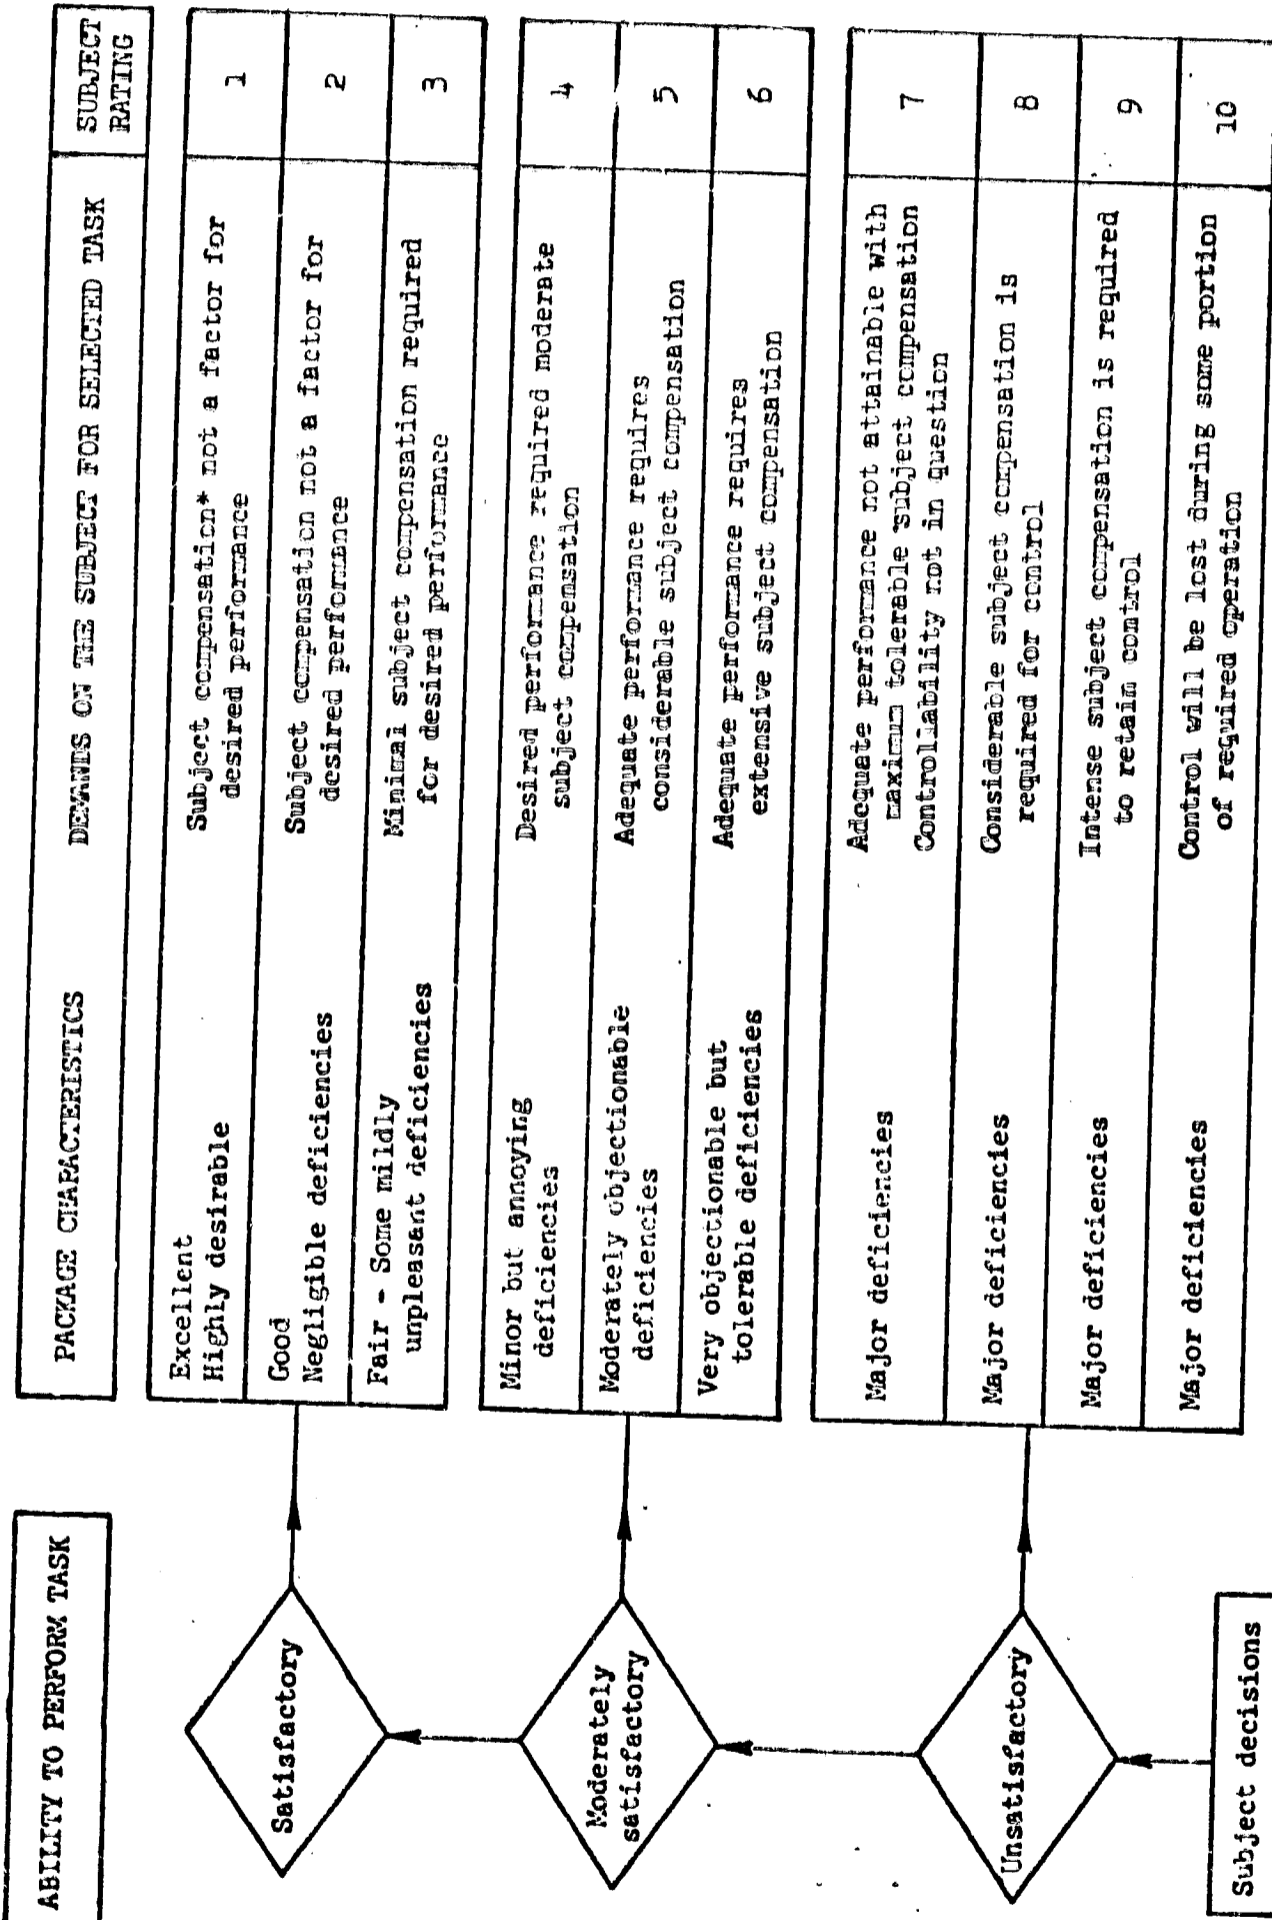 ABILITY TO PERFORM TASK
PACKAGE CHARACTERISTICS
DEMANDS ON THE SUBJECT FOR SELECTED TASK
SUBJECT
RATING
Satisfactory
Excellent
Highly desirable
Subject compensation* not a factor for
desired performance
1
Good
Negligible deficiencies
Subject compensation not a factor for
desired performance
2
Fair - Some mildly
unpleasant deficiencies
Minimal subject compensation required
for desired performance
3
Moderately
satisfactory
Minor but annoying
deficiencies
Desired performance required moderate
subject compensation
4
Moderately objectionable
deficiencies
Adequate performance requires
considerable subject compensation
5
Very objectionable but
tolerable deficiencies
Adequate performance requires
extensive subject compensation
6
Unsatisfactory
Major deficiencies
Adequate performance not attainable with
maximum tolerable subject compensation
Controllability not in question
7
Major deficiencies
Considerable subject compensation is
required for control
8
Major deficiencies
Intense subject compensation is required
to retain control
9
Major deficiencies
Control will be lost during some portion
of required operation
10
Subject decisions